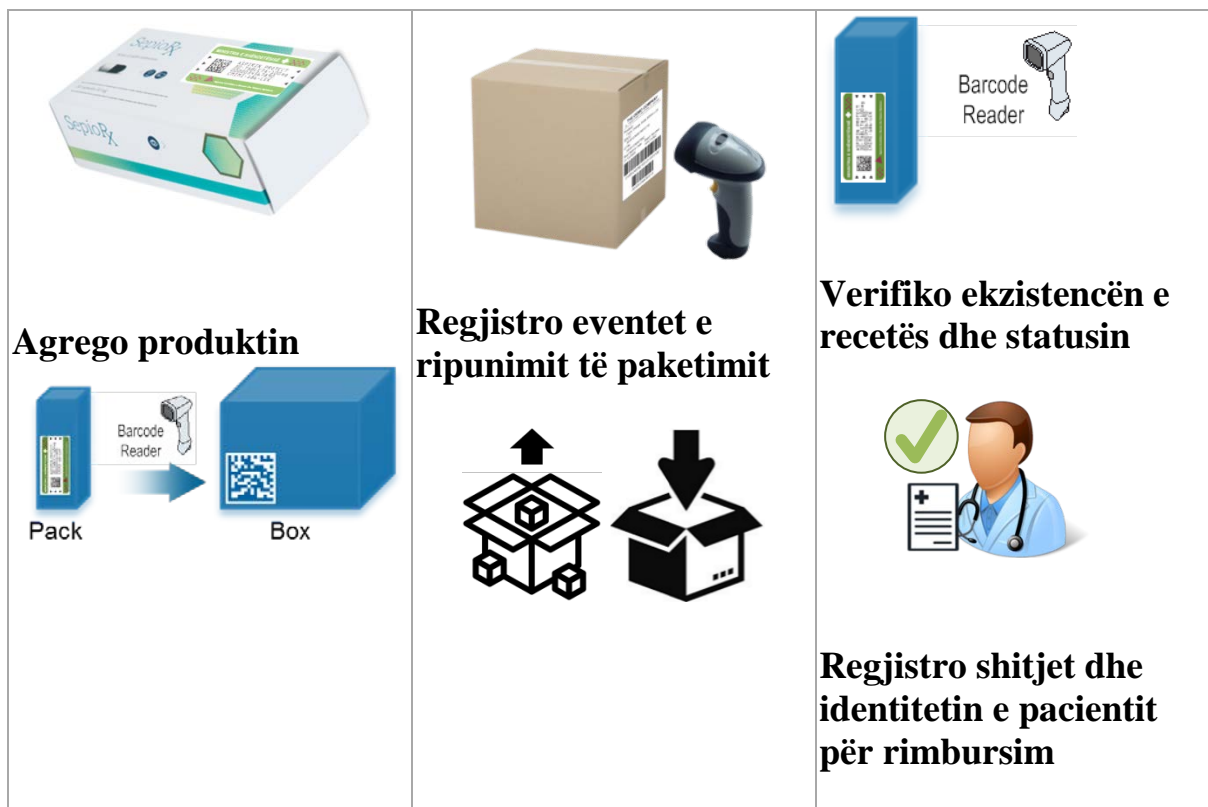 SepioRx
SepioRx
Agrego produktin
Barcode
Reader
Pack
Box
Regjistro eventet e
ripunimit të paketimit
Barcode
Reader
Verifiko ekzistencën e
recetës dhe statusin
Regjistro shitjet dhe
identitetin e pacientit
për rimbursim